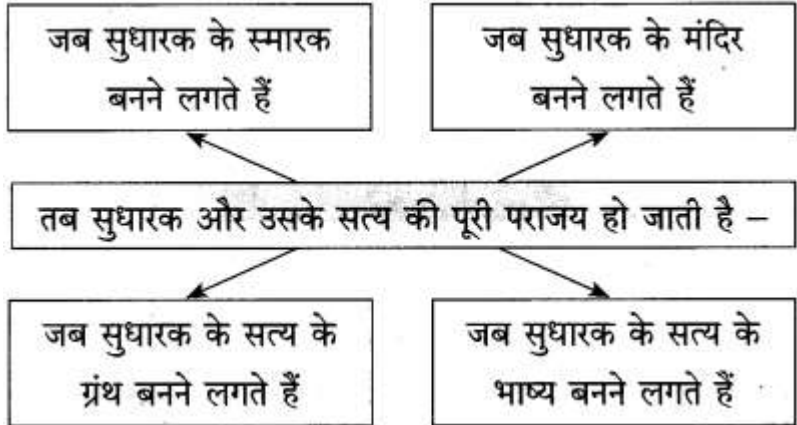 जब सुधारक के स्मारक
बनने लगते हैं
जब सुधारक के मंदिर
बनने लगते हैं
तब सुधारक और उसके सत्य की पूरी पराजय हो जाती है –
जब सुधारक के सत्य के
ग्रंथ बनने लगते हैं
जब सुधारक के सत्य के
भाष्य बनने लगते हैं